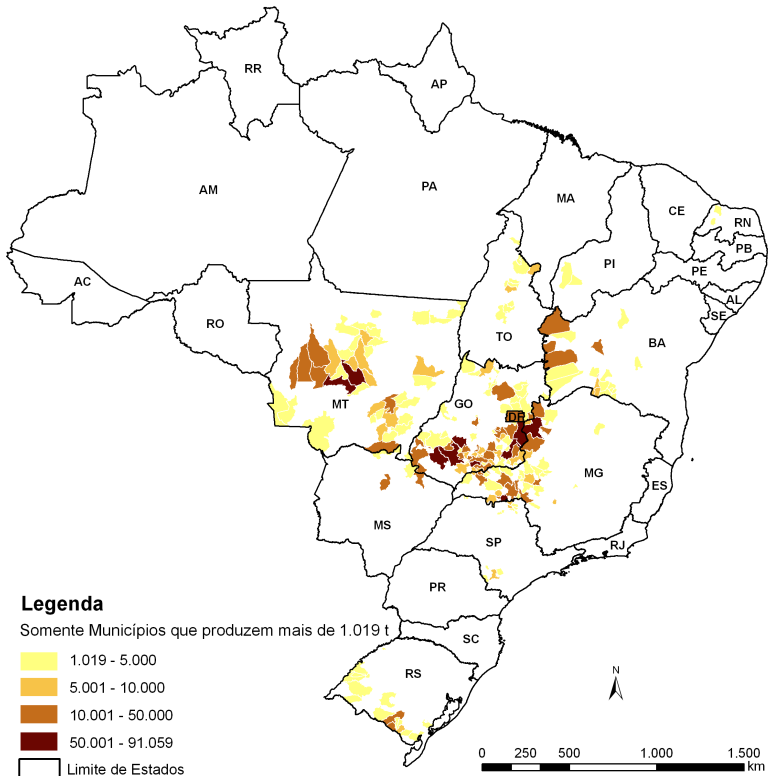 RR
AP
AM
PA
MA
CE
RN
PB
PI
PE
AL
SE
AC
RO
TO
BA
MT
GO
DF
MG
ES
MS
SP
RJ
PR
SC
RS
Legenda
Somente Municípios que produzem mais de 1.019 t
1.019 - 5.000
5.001 - 10.000
10.001 - 50.000
50.001 - 91.059
Limite de Estados
N
0 250 500 1.000 1.500
km